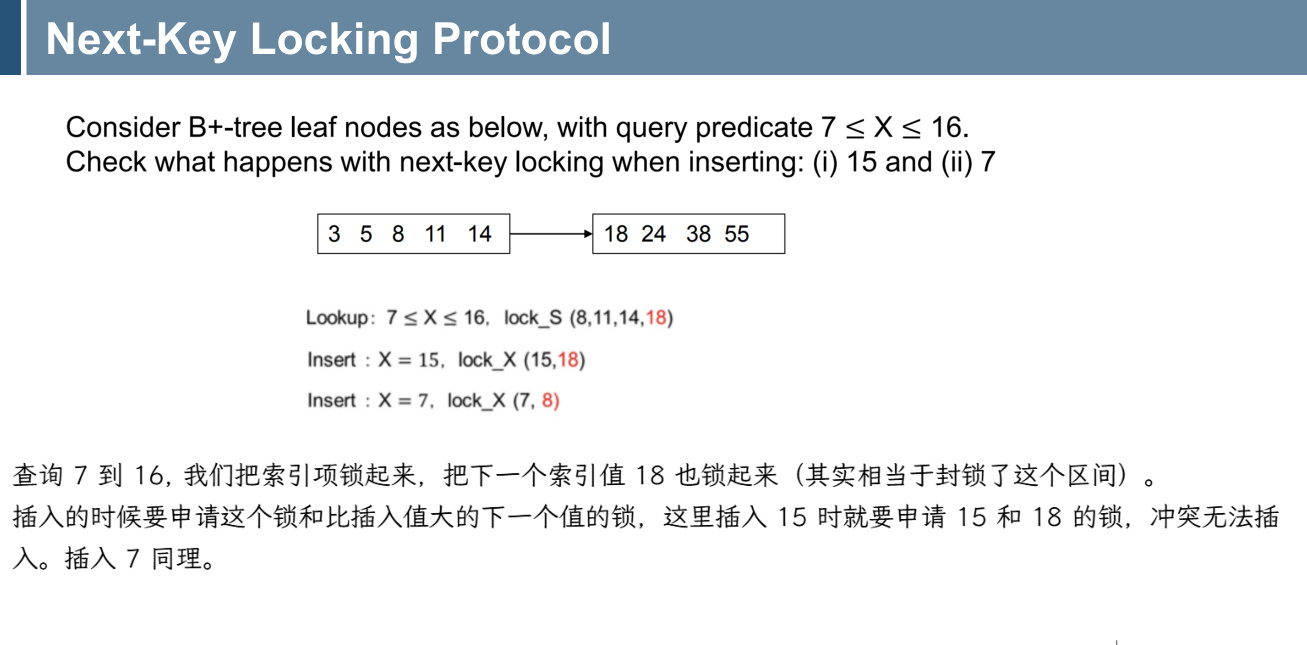 Next-Key Locking Protocol
Consider B+-tree leaf nodes as below, with query predicate 7 ≤ X ≤ 16.
Check what happens with next-key locking when inserting: (i) 15 and (ii) 7
3 5 8 11 14 18 24 38 55
Lookup: 7 ≤ X ≤ 16, lock_S (8,11,14,18)
Insert : X = 15, lock_X (15,18)
Insert : X = 7, lock_X (7, 8)
查询 7 到 16, 我们把索引项锁起来，把下一个索引值 18 也锁起来（其实相当于封锁了这个区间）。
插入的时候要申请这个锁和比插入值大的下一个值的锁，这里插入 15 时就要申请 15 和 18 的锁，冲突无法插
入。插入 7 同理。